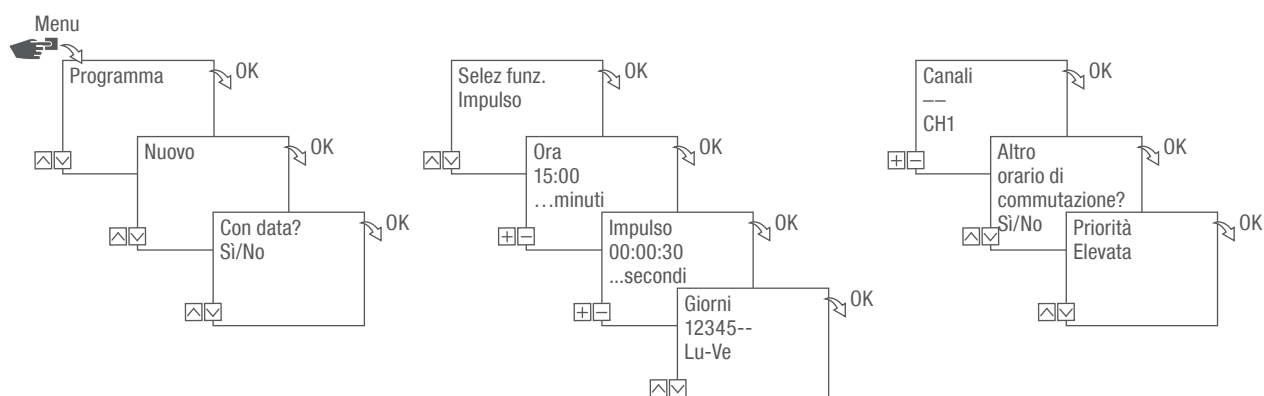 Menu
Programma
OK
Nuovo
OK
Con data?
Sì/No
OK
Selez funz.
Impulso
OK
Ora
15:00
…minuti
OK
Impulso
00:00:30
...secondi
OK
Giorni
12345--
Lu-Ve
OK
Canali
––
CH1
OK
+ −
Altro
orario di
commutazione?
Sì/No
OK
Priorità
Elevata
OK
+ −
+ −